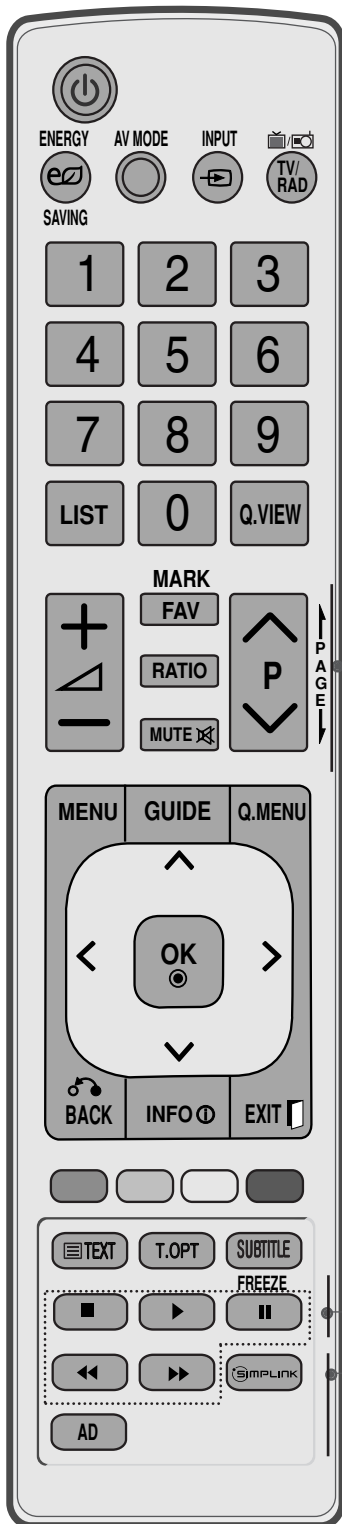 ENERGY AV MODE INPUT
TV/
RAD
SAVING
1 2 3
4 5 6
7 8 9
LIST 0 Q.VIEW
MARK
FAV
RATIO
P
PAGE
MUTE
MENU GUIDE Q.MENU
OK
BACK INFO EXIT
TEXT T.OPT SUBTITLE
FREEZE
SIMPLINK
AD